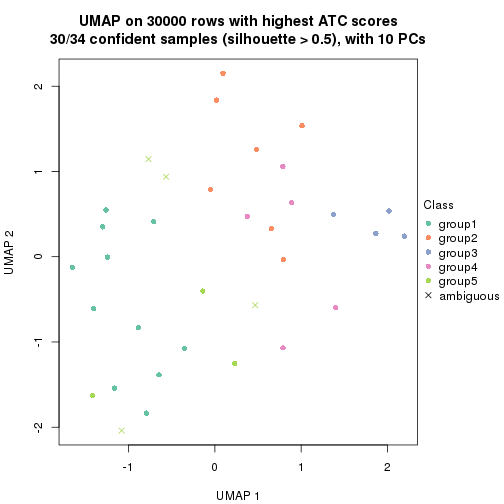 UMAP on 30000 rows with highest ATC scores
30/34 confident samples (silhouette > 0.5), with 10 PCs
2
1
0
-1
-2
UMAP 2
-1
0
1
2
UMAP 1
Class
group1
group2
group3
group4
group5
ambiguous